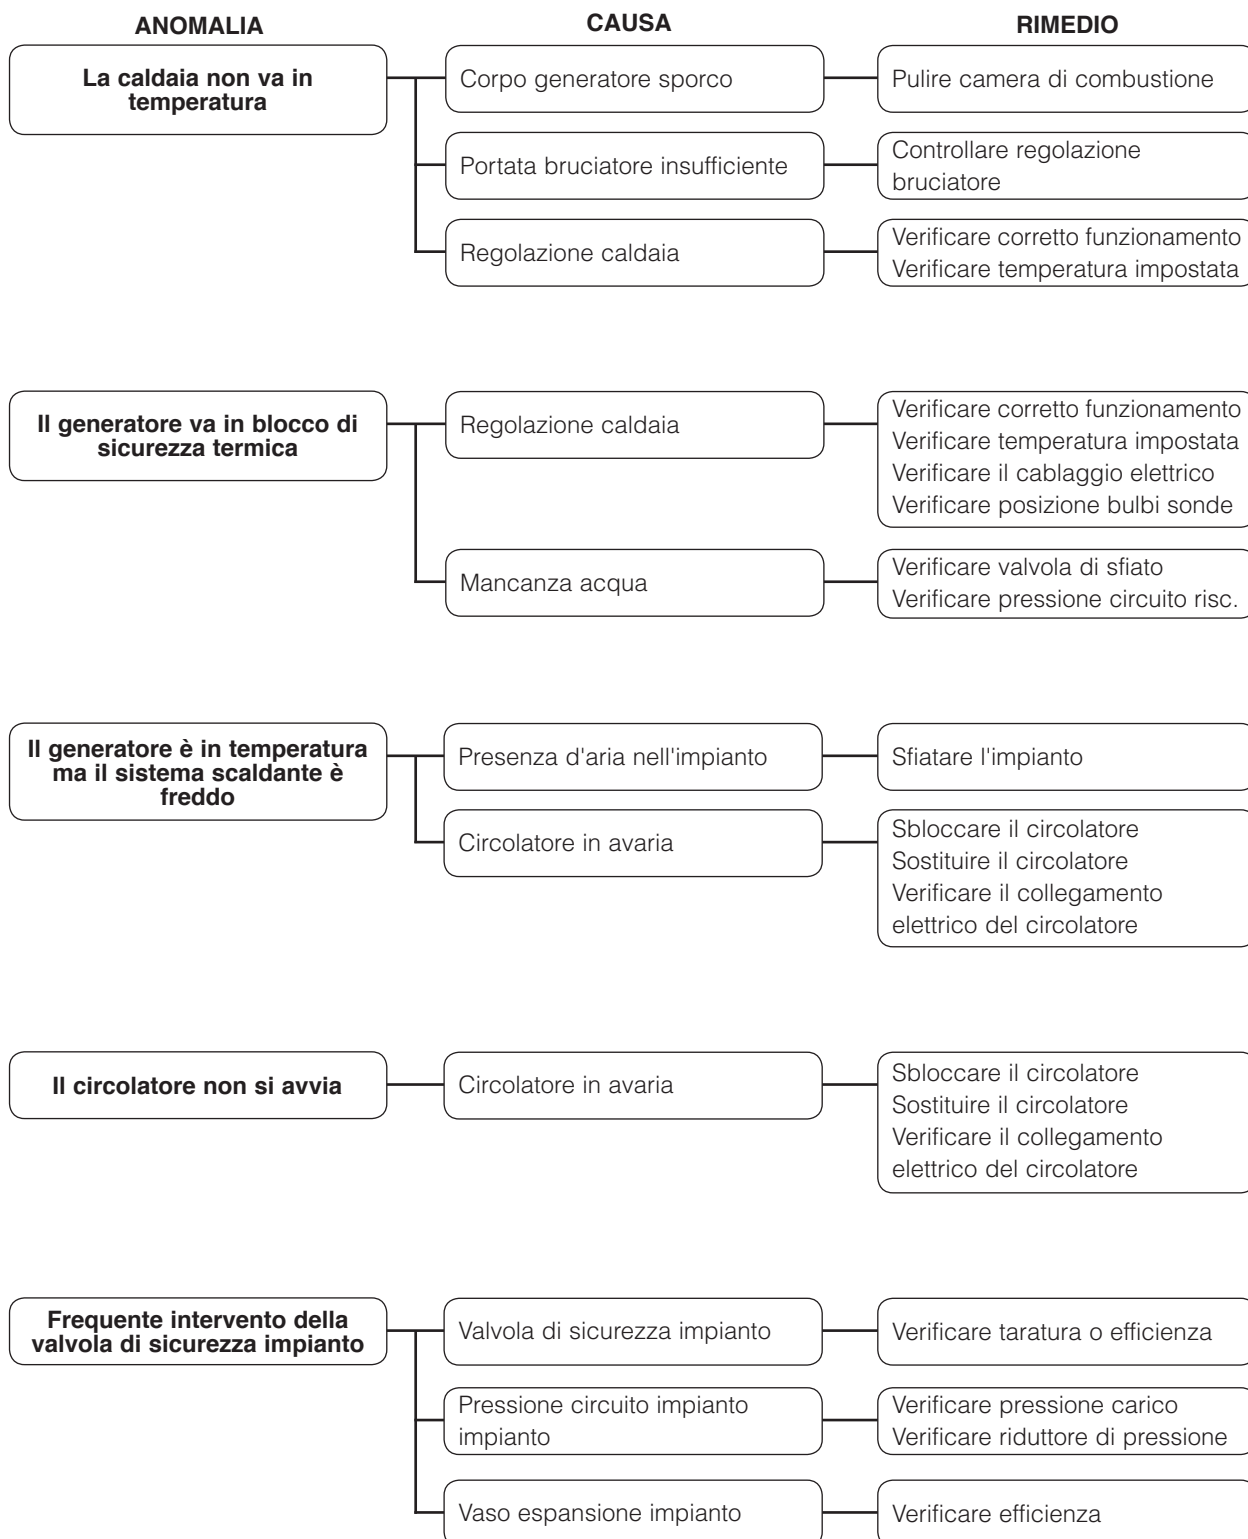 ANOMALIA
CAUSA
RIMEDIO
La caldaia non va in
temperatura
Corpo generatore sporco
Pulire camera di combustione
Portata bruciatore insufficiente
Controllare regolazione
bruciatore
Regolazione caldaia
Verificare corretto funzionamento
Verificare temperatura impostata
Il generatore va in blocco di
sicurezza termica
Regolazione caldaia
Verificare corretto funzionamento
Verificare temperatura impostata
Verificare il cablaggio elettrico
Verificare posizione bulbi sonde
Mancanza acqua
Verificare valvola di sfiato
Verificare pressione circuito risc.
Il generatore è in temperatura
ma il sistema scaldante è
freddo
Presenza d'aria nell'impianto
Sfiatare l'impianto
Circolatore in avaria
Sbloccare il circolatore
Sostituire il circolatore
Verificare il collegamento
elettrico del circolatore
Il circolatore non si avvia
Circolatore in avaria
Sbloccare il circolatore
Sostituire il circolatore
Verificare il collegamento
elettrico del circolatore
Frequente intervento della
valvola di sicurezza impianto
Valvola di sicurezza impianto
Verificare taratura o efficienza
Pressione circuito impianto
impianto
Verificare pressione carico
Verificare riduttore di pressione
Vaso espansione impianto
Verificare efficienza